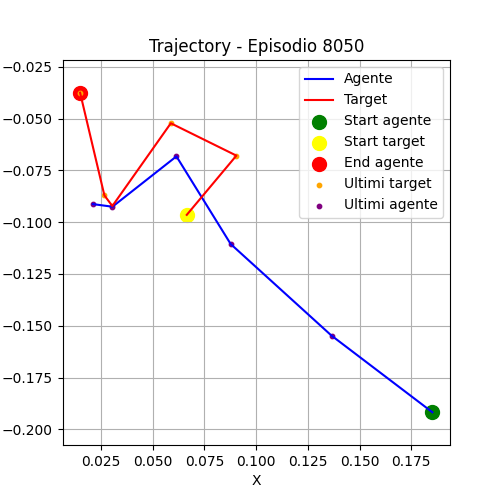 Trajectory - Episodio 8050
−0.025
−0.050
−0.075
−0.100
−0.125
−0.150
−0.175
−0.200
Agente
Target
Start agente
Start target
End agente
Ultimi target
Ultimi agente
0.025 0.050 0.075 0.100 0.125 0.150 0.175
X